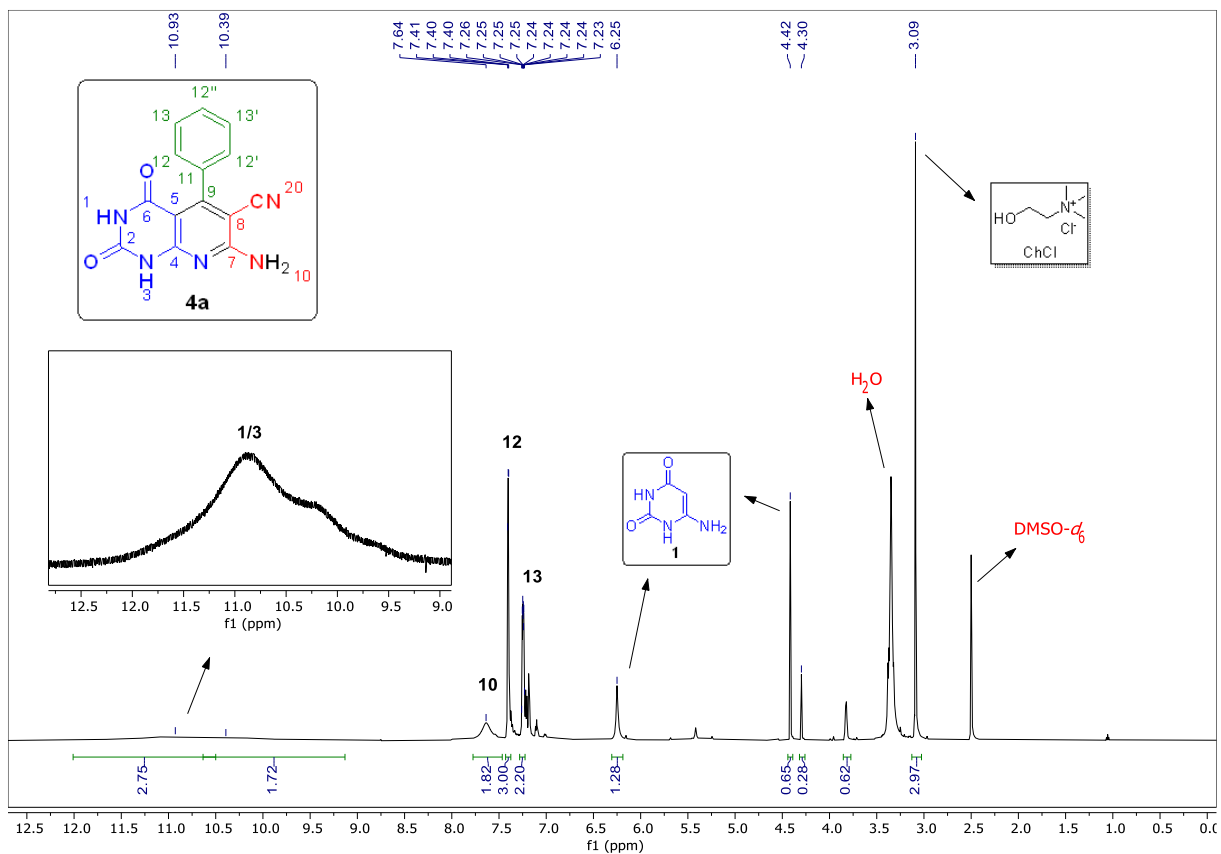 10.93
10.39
7.64
7.41
7.40
7.40
7.26
7.25
7.25
7.25
7.24
7.24
7.24
7.24
7.23
6.25
4.42
4.30
3.09
12"
13
13'
12
12'
11
O
9
CN 20
1
5
6
8
HN
2
O
N
H
3
4
N
7
NH2
10
4a
HO
N+
Cl-
ChCl
1/3
12.5 12.0 11.5 11.0 10.5 10.0 9.5 9.0
f1 (ppm)
12
13
10
O
HN
O
N
H
NH2
1
H2O
DMSO-d6
2.75
1.72
1.82
3.00
2.20
1.28
0.65
0.28
0.62
2.97
12.5 12.0 11.5 11.0 10.5 10.0 9.5 9.0 8.5 8.0 7.5 7.0 6.5 6.0 5.5 5.0 4.5 4.0 3.5 3.0 2.5 2.0 1.5 1.0 0.5 0.0
f1 (ppm)